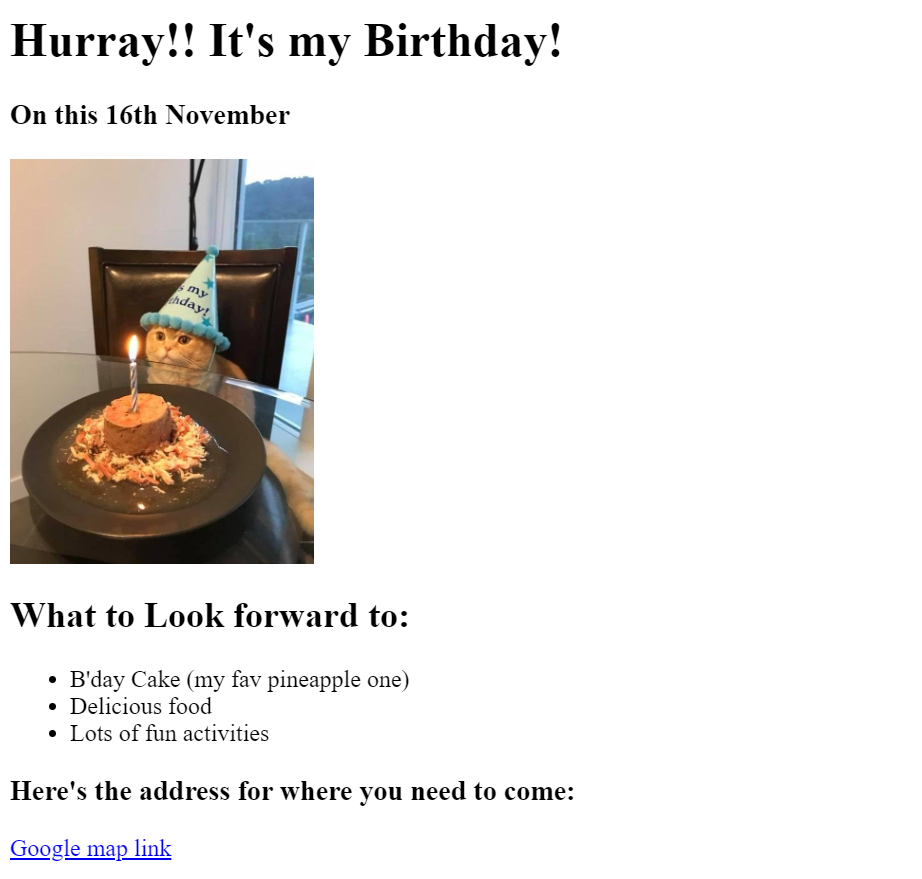 Hurray!! It's my Birthday!
On this 16th November
my
What to Look forward to:
B'day Cake (my fav pineapple one)
Delicious food
Lots of fun activities
Here's the address for where you need to come:
Google map link